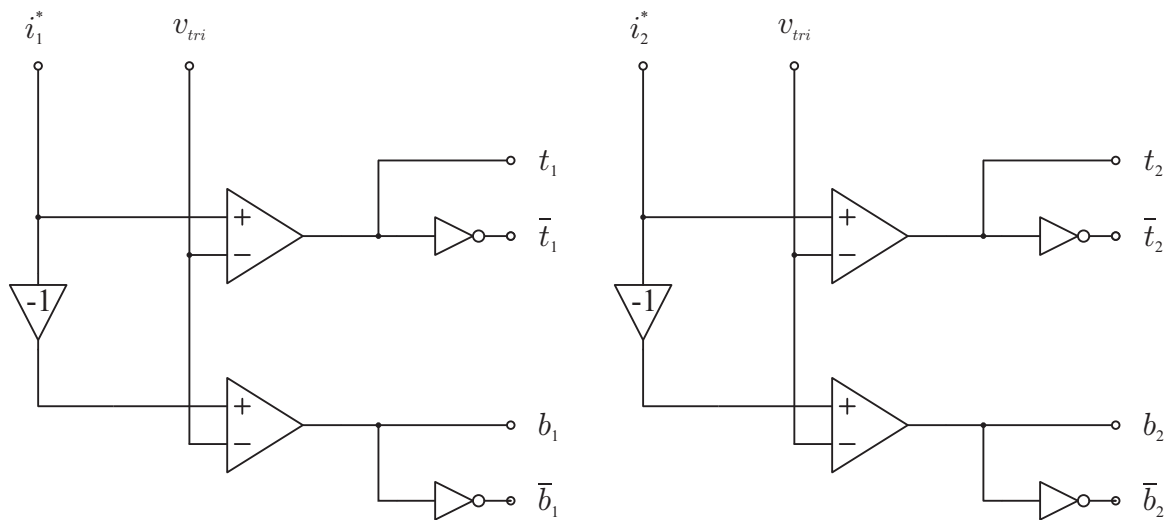 i₁* v_tri i₂* v_tri
t₁ t₂
+ t̅₁ + t̅₂
− −
-1 -1
+ b₁ + b₂
− −
b̅₁ b̅₂